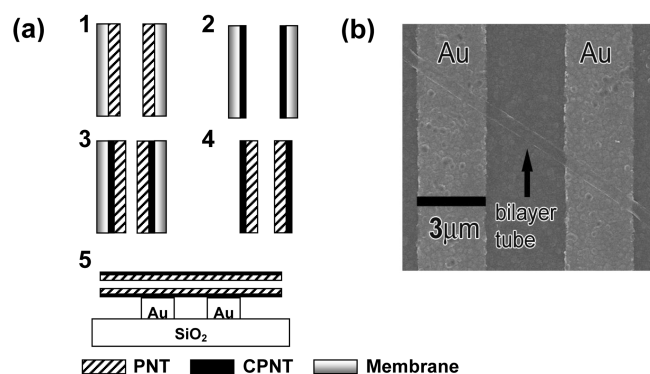 (a)
1
2
3
4
5
Au
Au
SiO₂
PNT
CPNT
Membrane
(b)
Au
Au
3μm
bilayer
tube